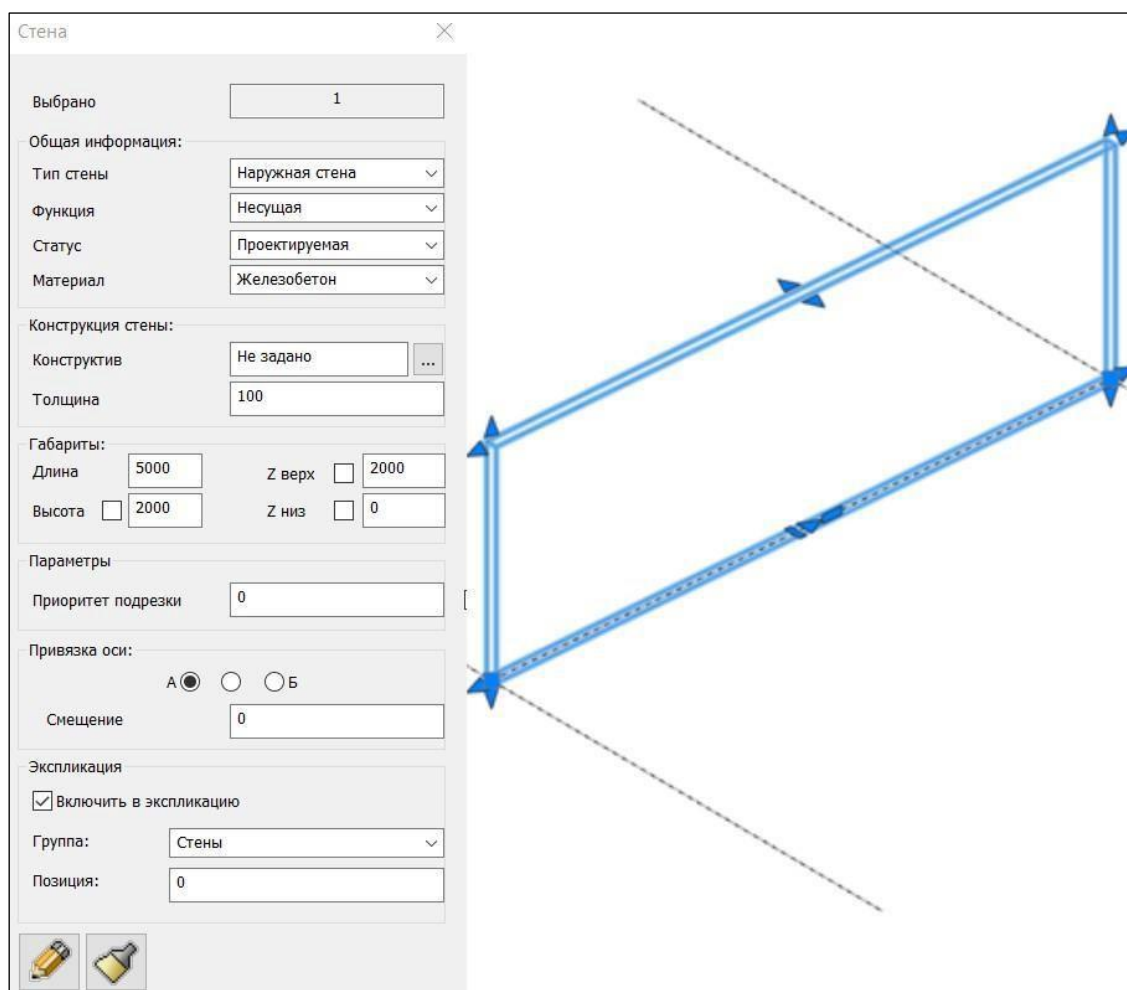 Стена
Выбрано 1
Общая информация:
Тип стены Наружная стена
Функция Несущая
Статус Проектируемая
Материал Железобетон
Конструкция стены:
Конструктив Не задано ...
Толщина 100
Габариты:
Длина 5000 Z верх 2000
Высота 2000 Z низ 0
Параметры
Приоритет подрезки 0
Привязка оси:
А Б
Смещение 0
Экспликация
Включить в экспликацию
Группа: Стены
Позиция: 0